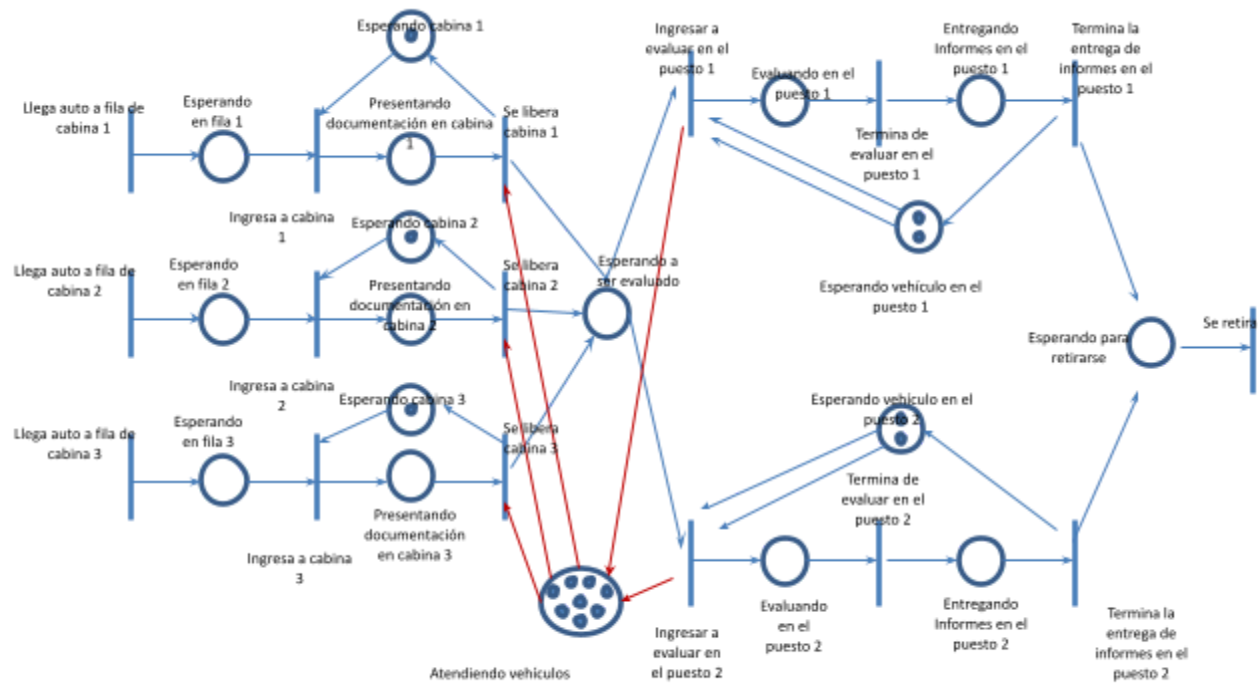 Esperando cabina 1
Llega auto a fila de
cabina 1
Esperando
en fila 1
Presentando
documentación en cabina
1
Se libera
cabina 1
Ingresa a cabina
1
Ingresar a
evaluar en el
puesto 1
Evaluando en el
puesto 1
Entregando
Informes en el
puesto 1
Termina la
entrega de
informes en el
puesto 1
Termina de
evaluar en el
puesto 1
Esperando cabina 2
Llega auto a fila de
cabina 2
Esperando
en fila 2
Presentando
documentación en
cabina 2
Se libera
cabina 2
Ingresa a cabina
2
Esperando a
ser evaluado
Esperando vehículo en el
puesto 1
Esperando para
retirarse
Se retira
Esperando cabina 3
Llega auto a fila de
cabina 3
Esperando
en fila 3
Se libera
cabina 3
Presentando
documentación
en cabina 3
Ingresa a cabina
3
Esperando vehículo en el
puesto 2
Termina de
evaluar en el
puesto 2
Atendiendo vehículos
Ingresar a
evaluar en
el puesto 2
Evaluando
en el
puesto 2
Entregando
Informes en el
puesto 2
Termina la
entrega de
informes en el
puesto 2